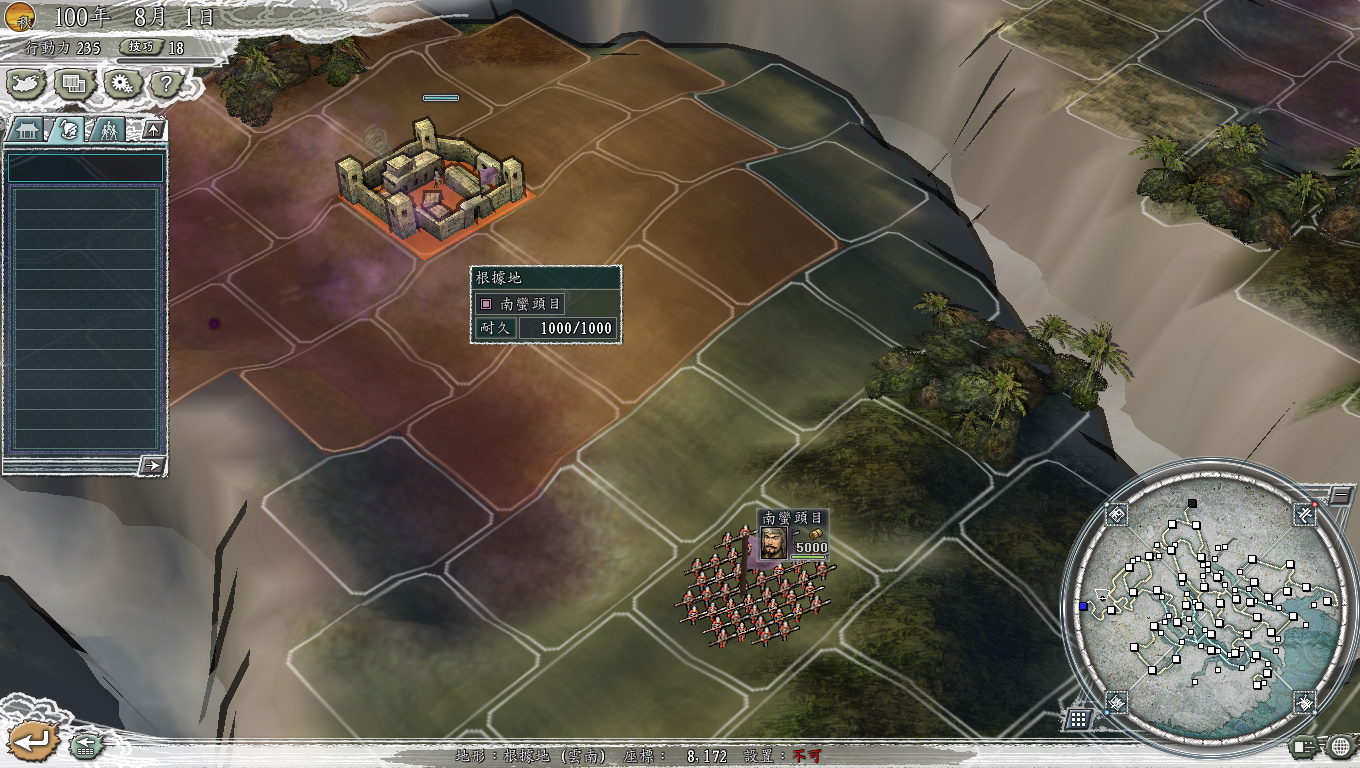 秋 100年 8月 1日
行動力 235 技巧 18
?
根據地
南蠻頭目
耐久 1000/1000
南蠻頭目
5000
地形：根據地 (雲南) 座標： 8,172 設置：不可